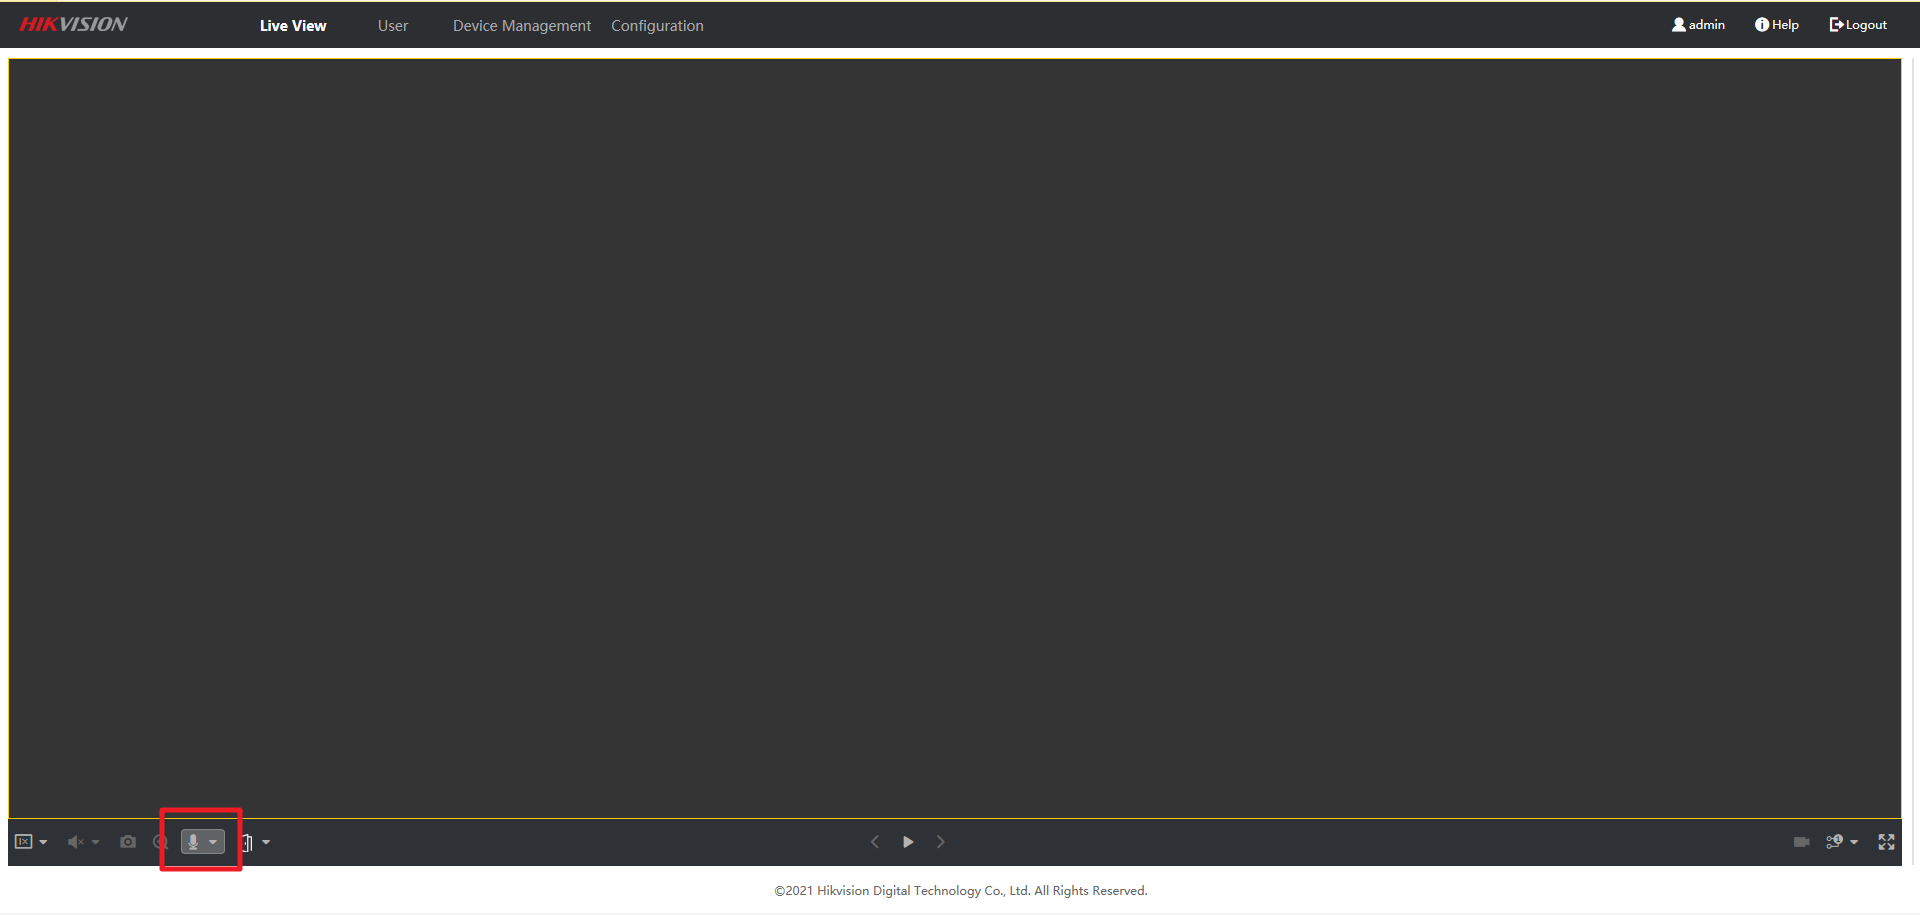 HIKVISION Live View User Device Management Configuration admin Help Logout
©2021 Hikvision Digital Technology Co., Ltd. All Rights Reserved.